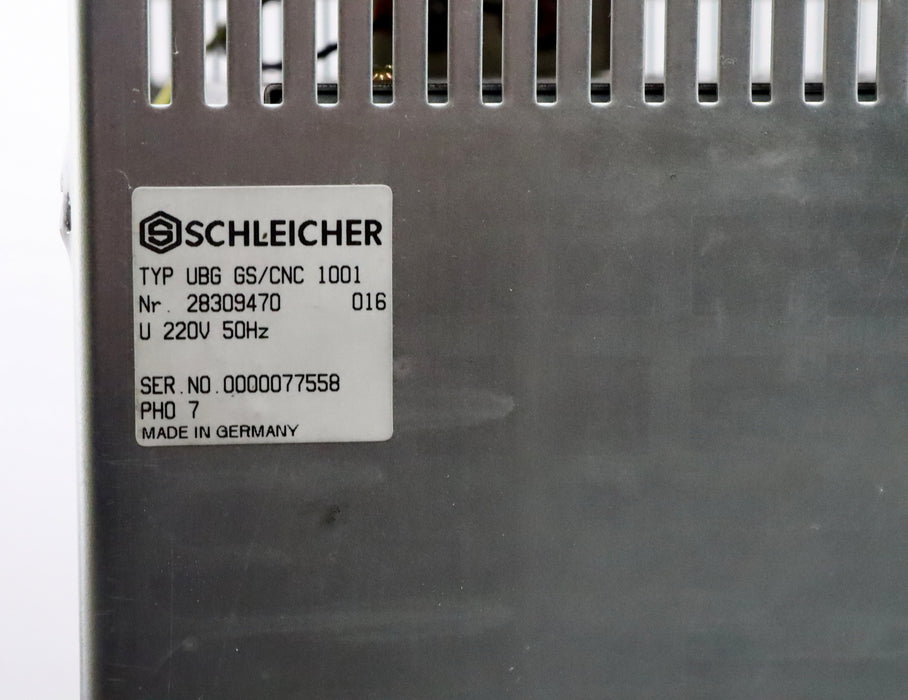 SCHLEICHER
TYP UBG GS/CNC 1001
Nr. 28309470 016
U 220V 50Hz
SER.NO.0000077558
PHO 7
MADE IN GERMANY